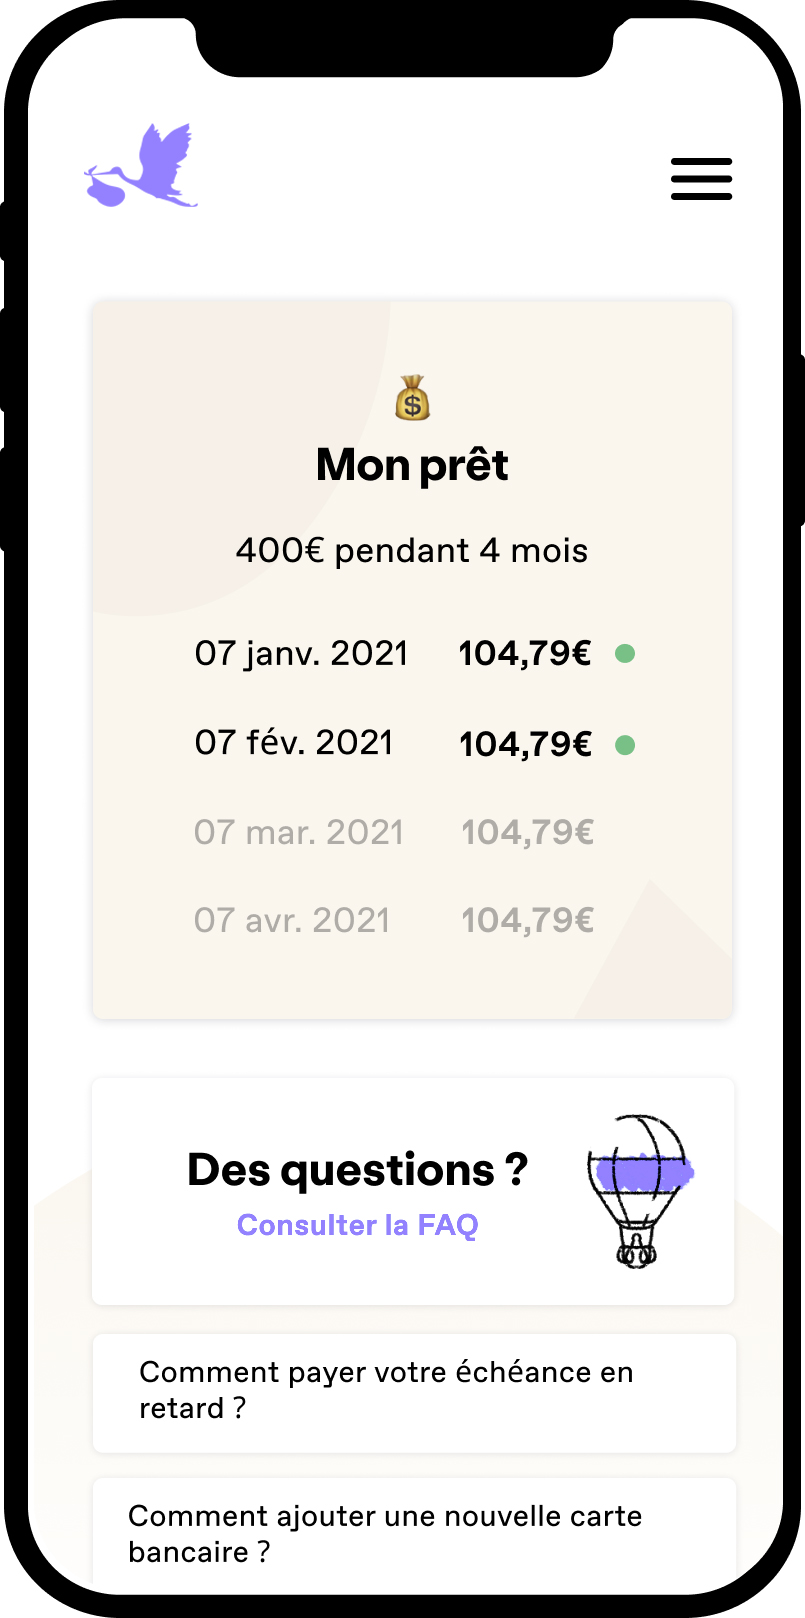 Mon prêt
400€ pendant 4 mois
07 janv. 2021 104,79€
07 fév. 2021 104,79€
07 mar. 2021 104,79€
07 avr. 2021 104,79€
Des questions ?
Consulter la FAQ
Comment payer votre échéance en
retard ?
Comment ajouter une nouvelle carte
bancaire ?